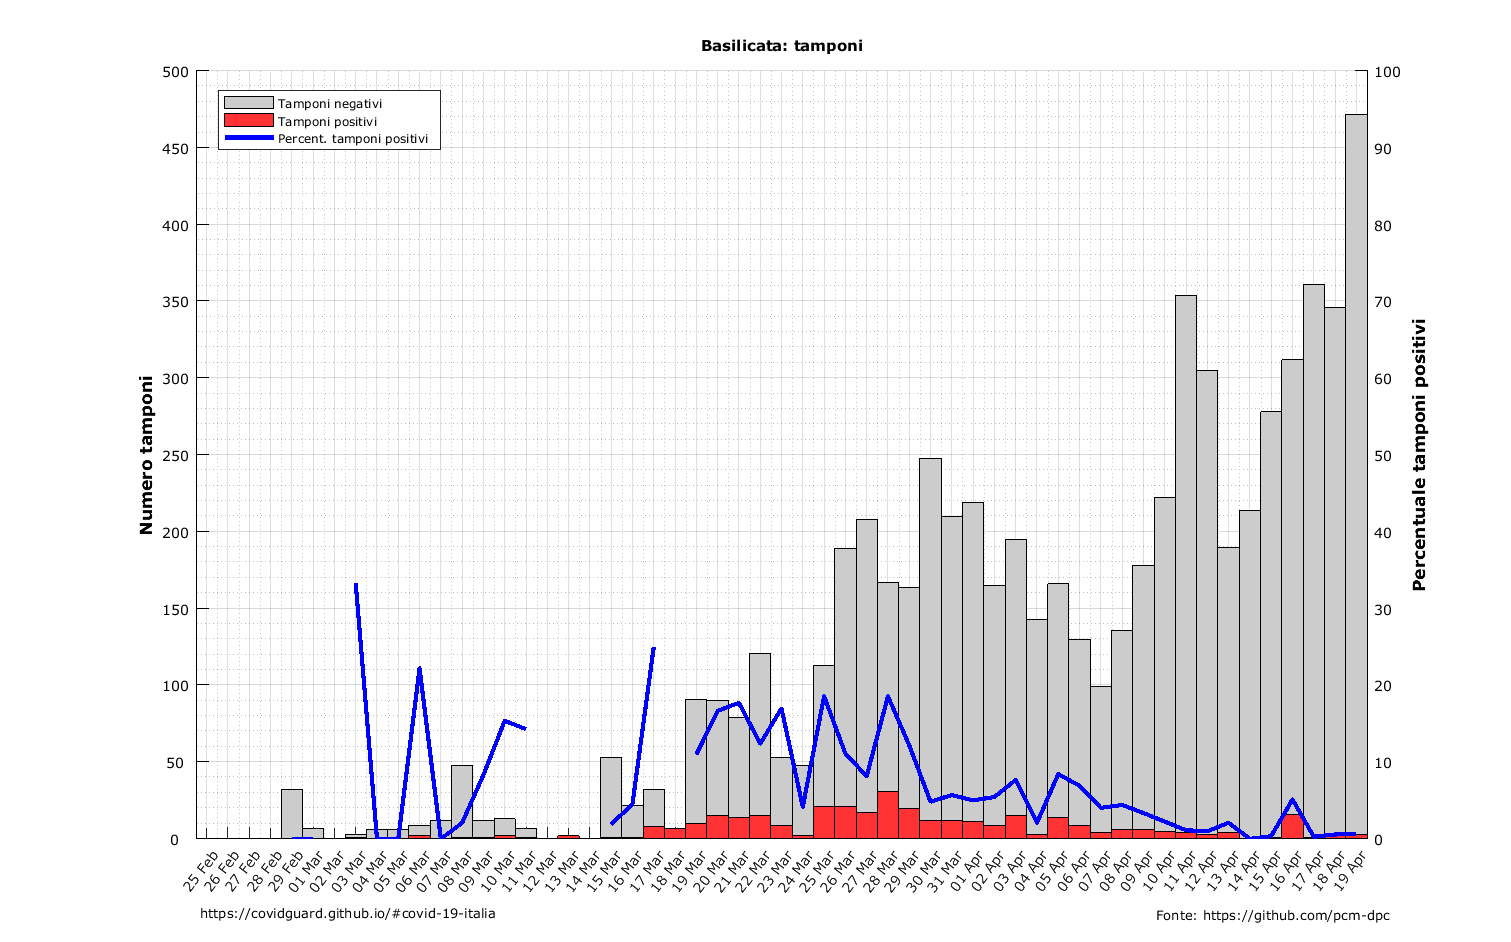 Basilicata: tamponi
500
450
400
350
300
250
200
150
100
50
0
Numero tamponi
Tamponi negativi
Tamponi positivi
Percent. tamponi positivi
100
90
80
70
60
50
40
30
20
10
0
Percentuale tamponi positivi
25 Feb
26 Feb
27 Feb
28 Feb
29 Feb
01 Mar
02 Mar
03 Mar
04 Mar
05 Mar
06 Mar
07 Mar
08 Mar
09 Mar
10 Mar
11 Mar
12 Mar
13 Mar
14 Mar
15 Mar
16 Mar
17 Mar
18 Mar
19 Mar
20 Mar
21 Mar
22 Mar
23 Mar
24 Mar
25 Mar
26 Mar
27 Mar
28 Mar
29 Mar
30 Mar
31 Mar
01 Apr
02 Apr
03 Apr
04 Apr
05 Apr
06 Apr
07 Apr
08 Apr
09 Apr
10 Apr
11 Apr
12 Apr
13 Apr
14 Apr
15 Apr
16 Apr
17 Apr
18 Apr
19 Apr
https://covidguard.github.io/#covid-19-italia
Fonte: https://github.com/pcm-dpc